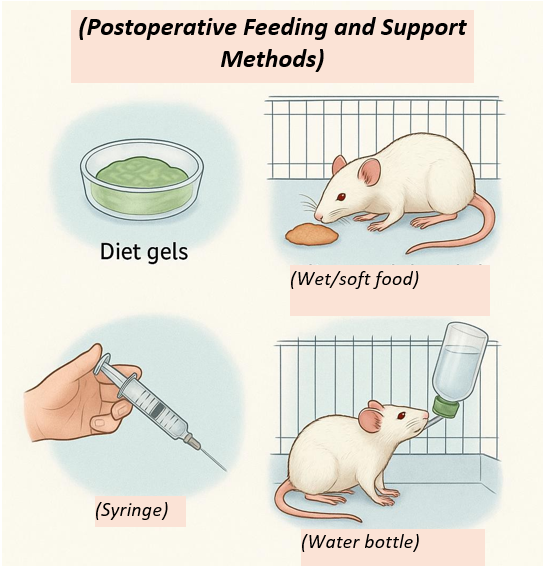 (Postoperative Feeding and Support
Methods)
Diet gels
(Wet/soft food)
(Syringe)
(Water bottle)